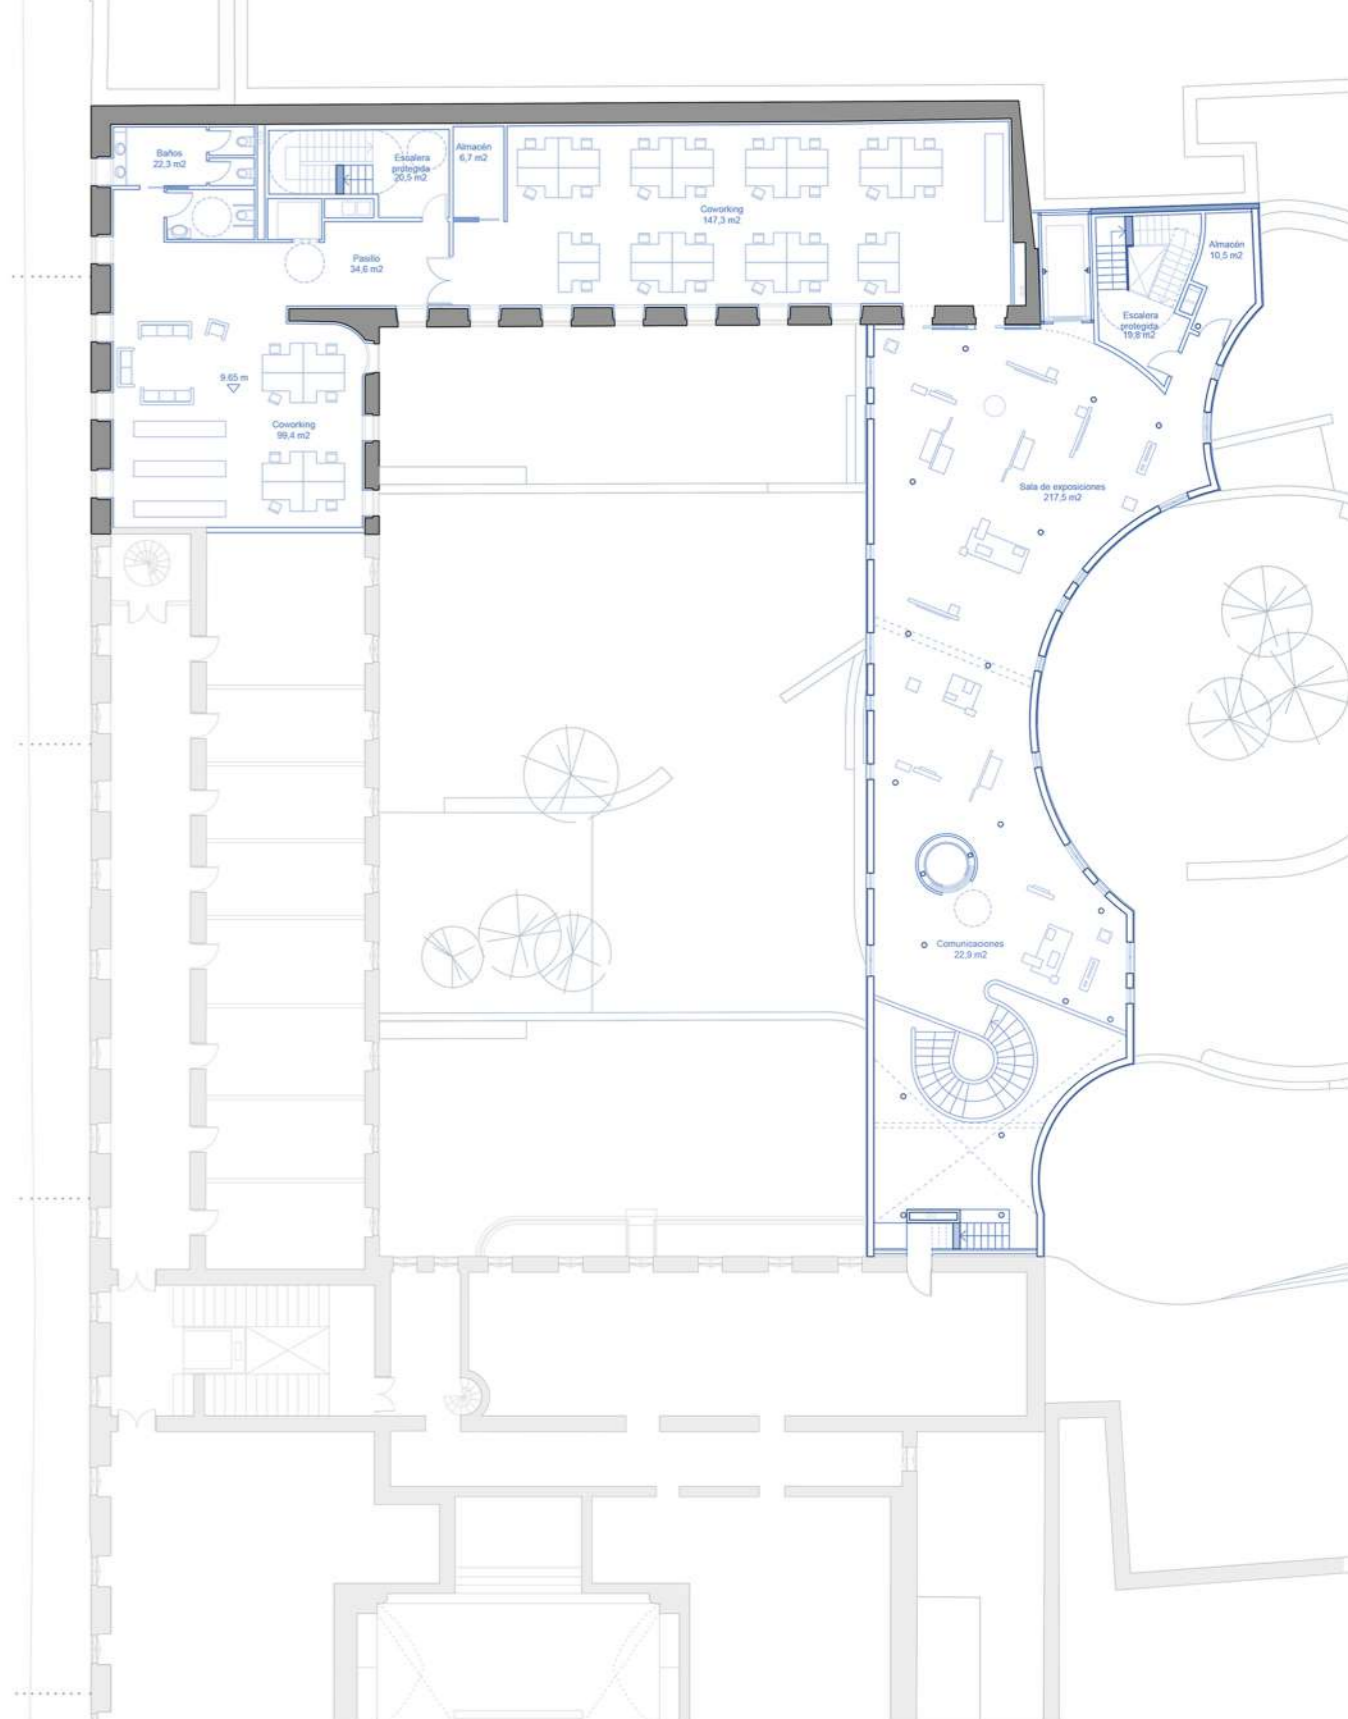 Baños
22,3 m2
Escalera
protegida
20,5 m2
Almacén
6,7 m2
Coworking
147,3 m2
Pasillo
34,6 m2
Almacén
10,5 m2
Escalera
protegida
19,8 m2
9.65 m
Coworking
99,4 m2
Sala de exposiciones
217,5 m2
Comunicaciones
22,9 m2